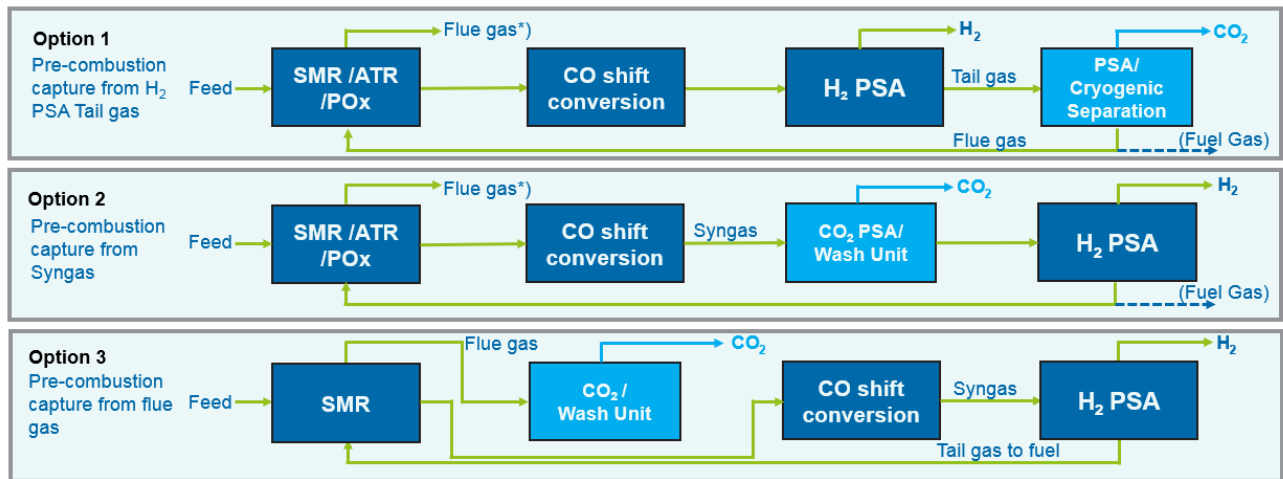 Option 1
Pre-combustion
capture from H₂
PSA Tail gas
Feed
SMR /ATR
/POx
Flue gas*)
CO shift
conversion
H₂ PSA
H₂
Tail gas
PSA/
Cryogenic
Separation
CO₂
Flue gas
(Fuel Gas)
Option 2
Pre-combustion
capture from
Syngas
Feed
SMR /ATR
/POx
Flue gas*)
CO shift
conversion
Syngas
CO₂ PSA/
Wash Unit
CO₂
H₂ PSA
H₂
(Fuel Gas)
Option 3
Pre-combustion
capture from flue
gas
Feed
SMR
Flue gas
CO₂ /
Wash Unit
CO₂
CO shift
conversion
Syngas
H₂ PSA
H₂
Tail gas to fuel